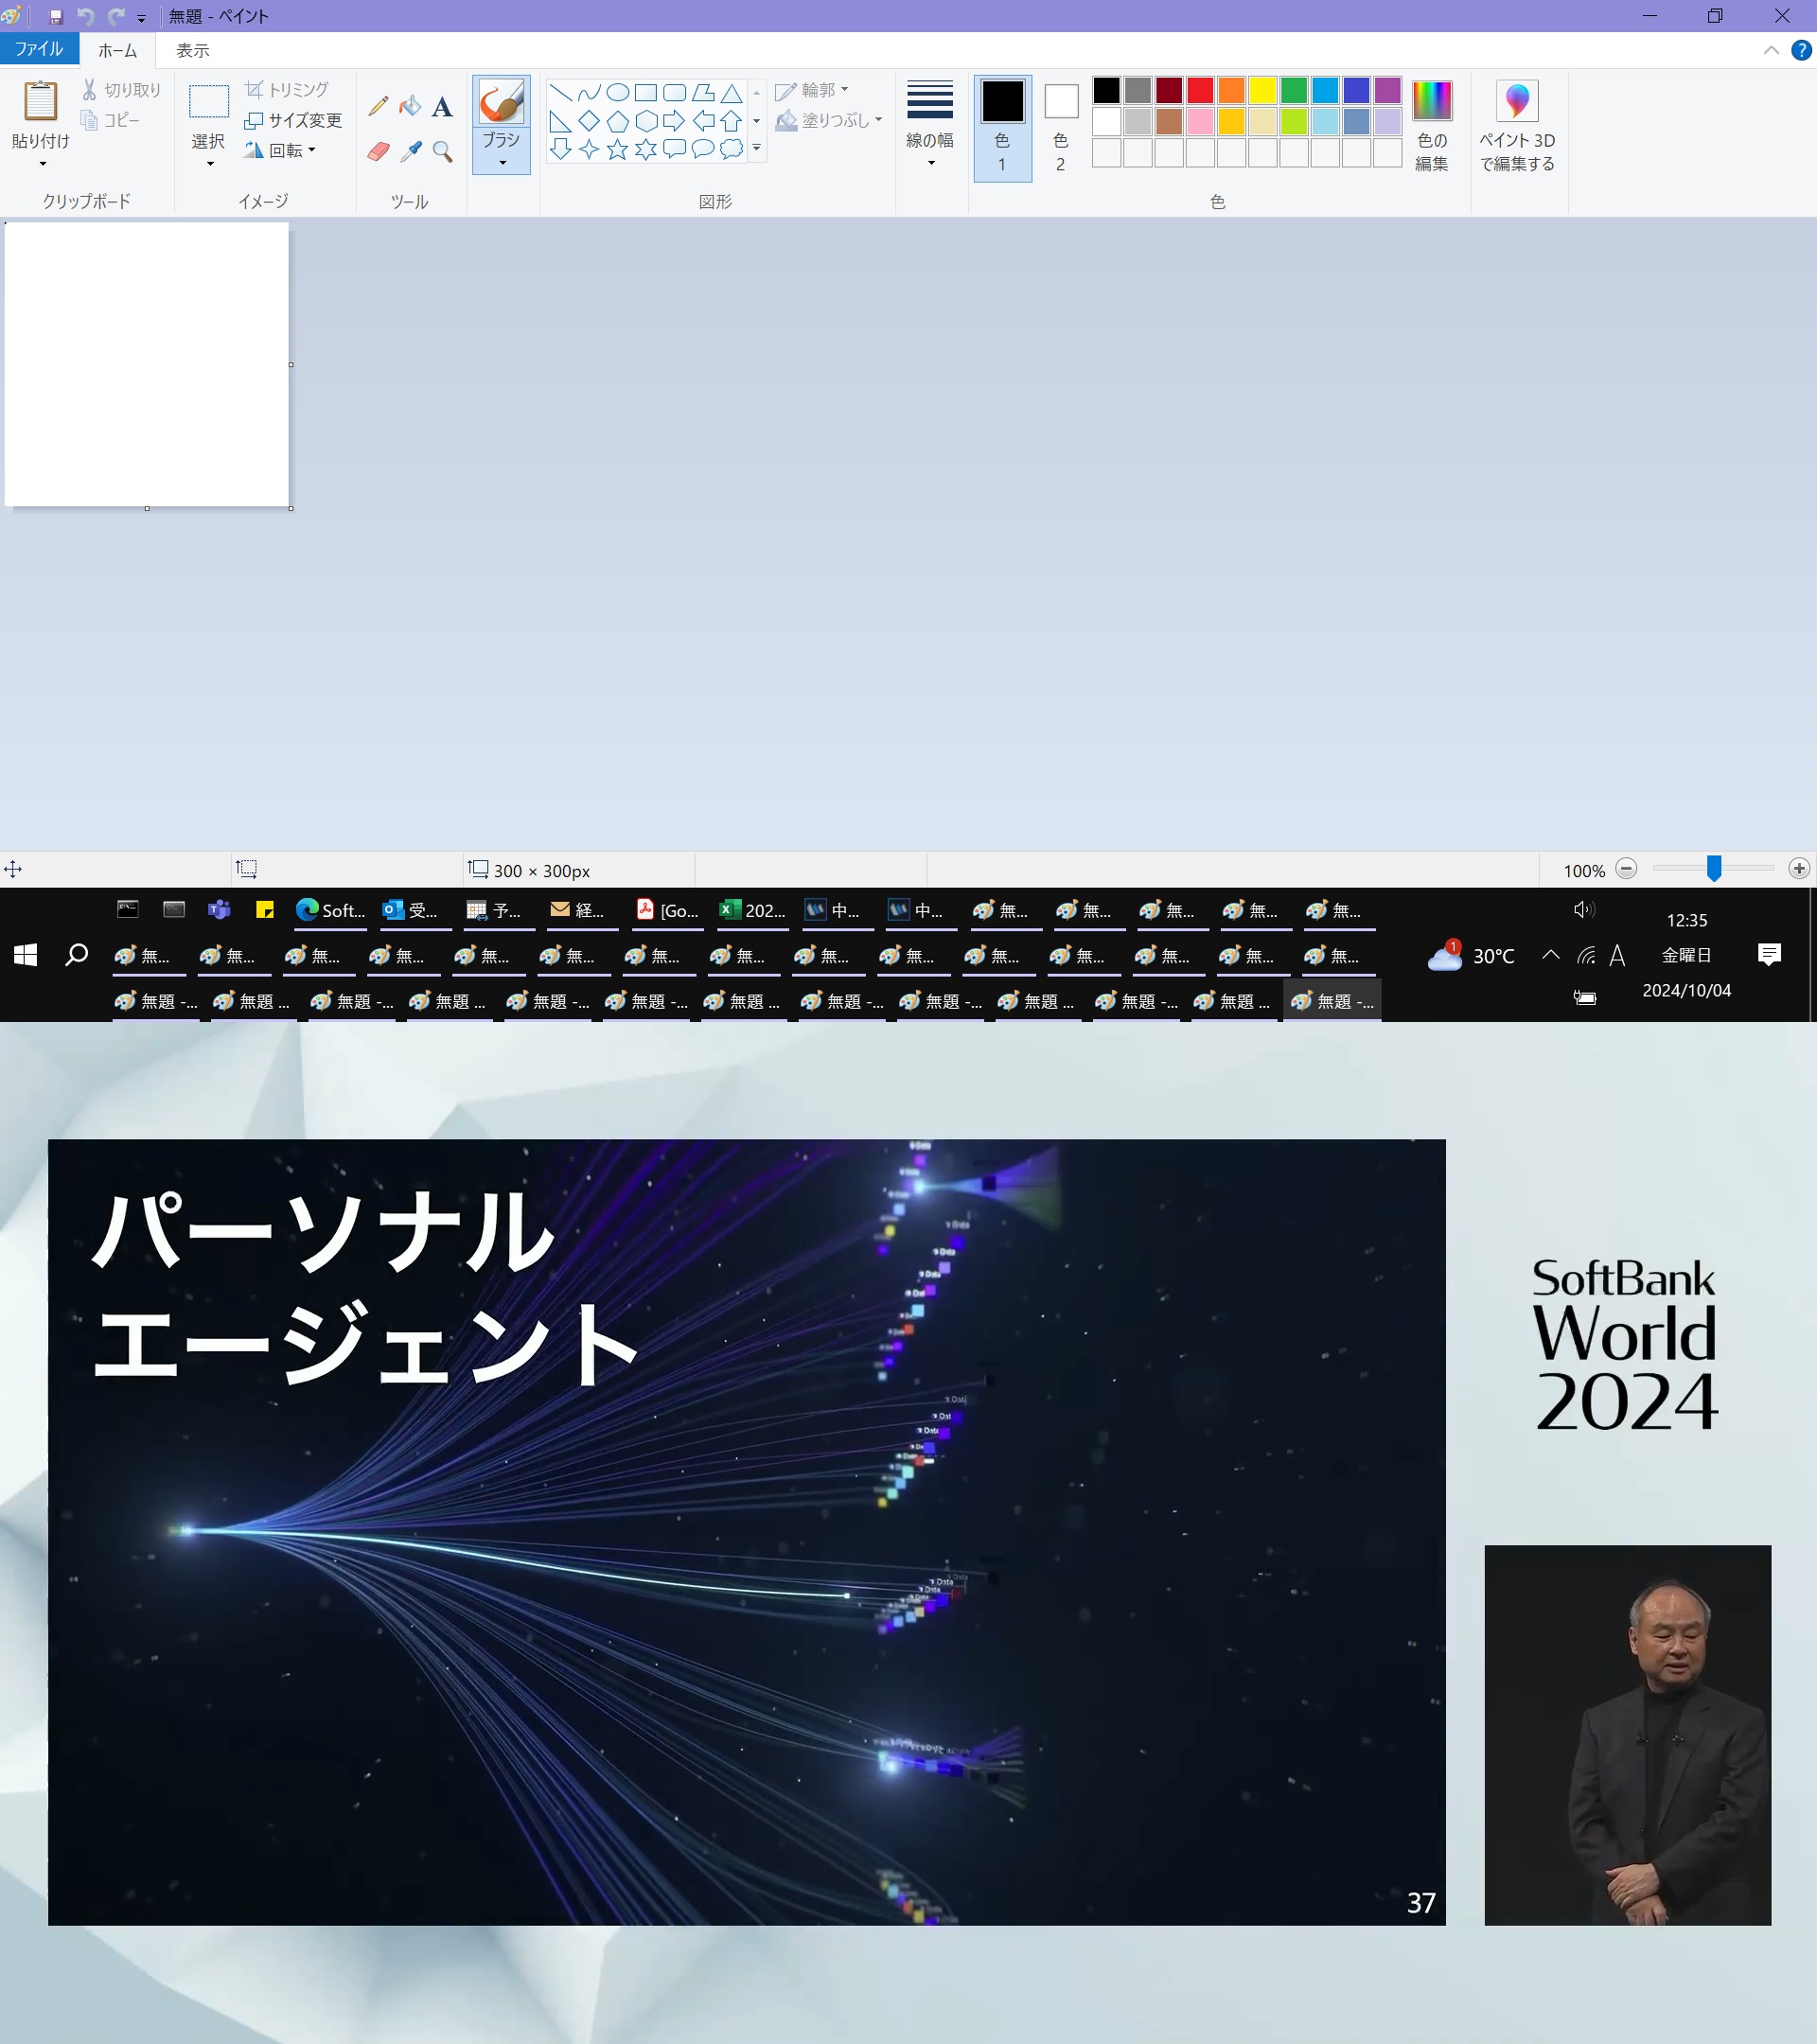 無題 - ペイント
ファイル ホーム 表示
貼り付け
切り取り
コピー
クリップボード
選択
トリミング
サイズ変更
回転
イメージ
A
ツール
ブラシ
輪郭
塗りつぶし
図形
線の幅
色
1
色
2
色の
編集
色
ペイント 3D
で編集する
300 × 300px
100%
Soft... 受... 予... 経... [Go... 202... 中... 中... 無... 無... 無... 無... 無...
無... 無... 無... 無... 無... 無... 無... 無... 無... 無... 無... 無... 無... 無... 無...
無題 -... 無題 ... 無題 -... 無題 ... 無題 -... 無題 -... 無題 ... 無題 -... 無題 -... 無題 ... 無題 -... 無題 ... 無題 -...
1
30°C
A
12:35
金曜日
2024/10/04
パーソナル
エージェント
37
SoftBank
World
2024